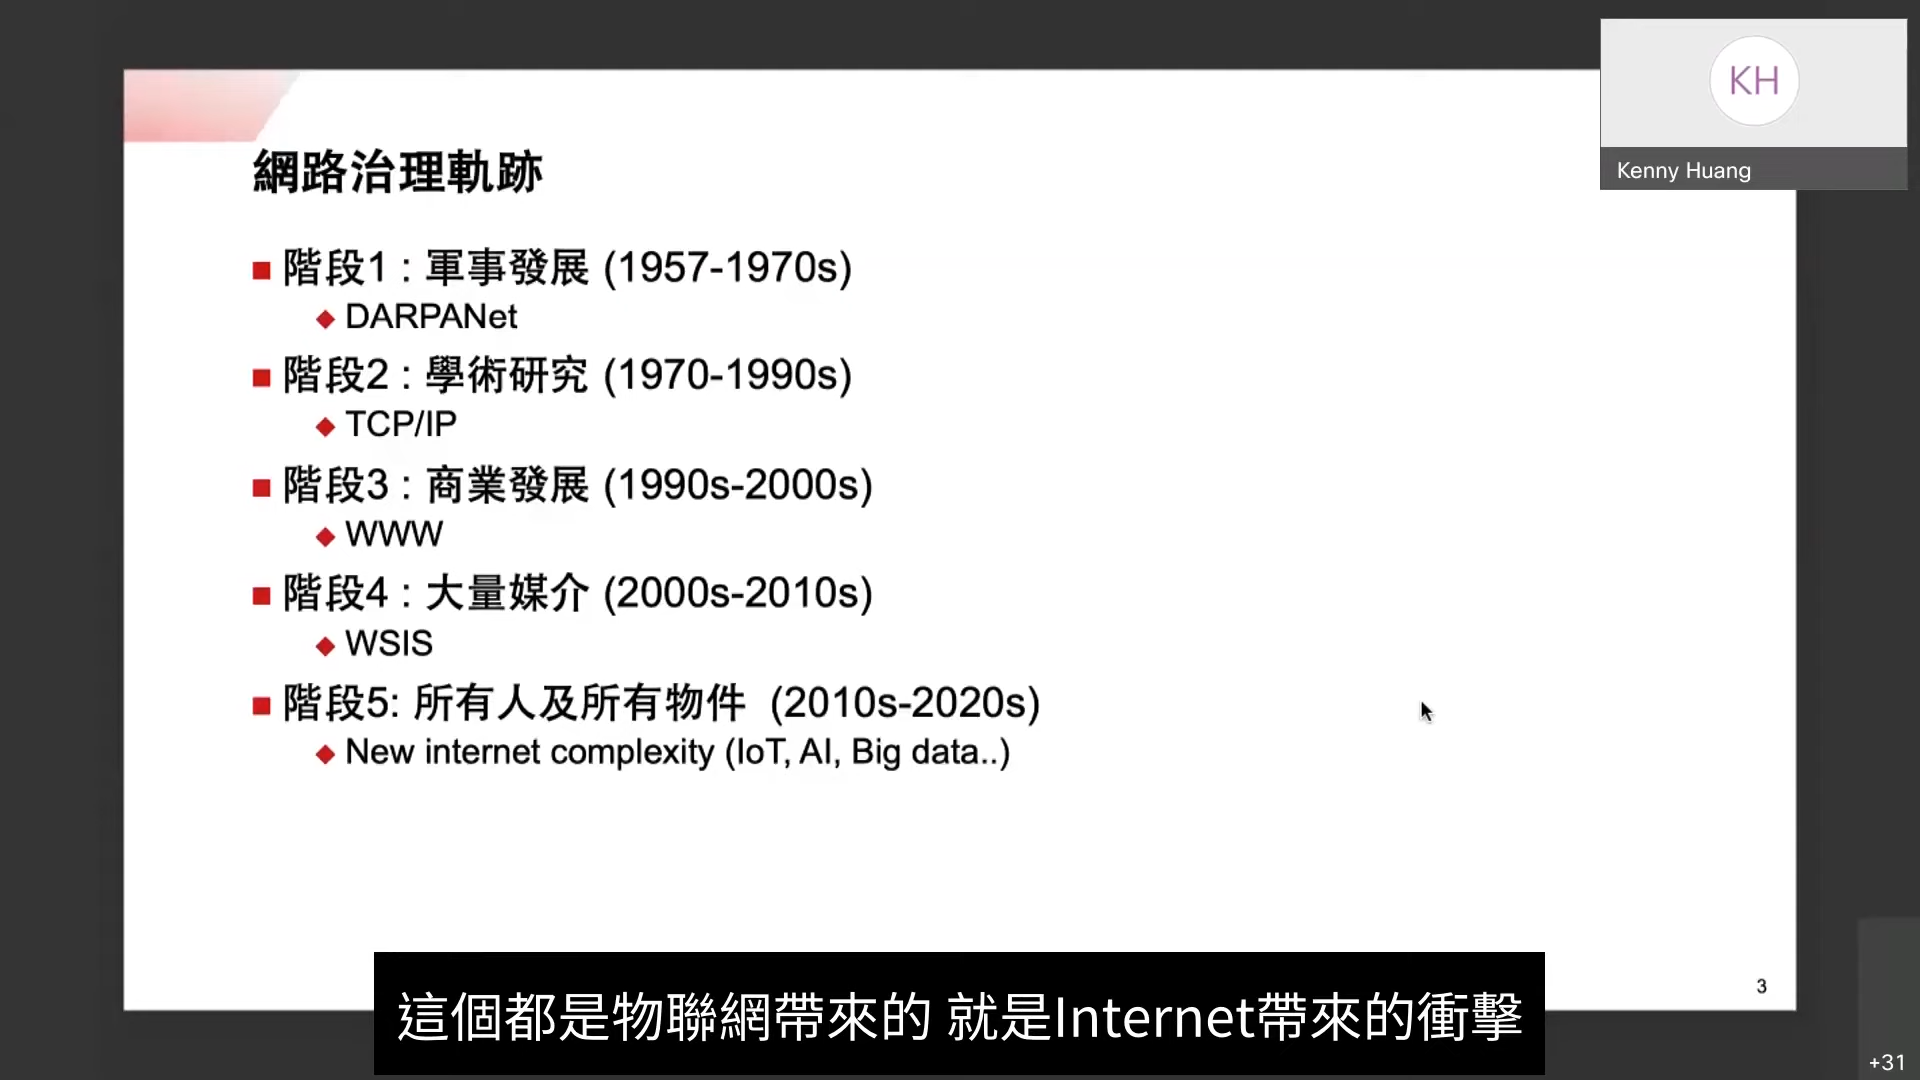 KH
Kenny Huang
網路治理軌跡
階段1 : 軍事發展 (1957-1970s)
DARPANet
階段2 : 學術研究 (1970-1990s)
TCP/IP
階段3 : 商業發展 (1990s-2000s)
WWW
階段4 : 大量媒介 (2000s-2010s)
WSIS
階段5: 所有人及所有物件 (2010s-2020s)
New internet complexity (IoT, AI, Big data..)
3
這個都是物聯網帶來的 就是Internet帶來的衝擊
+31